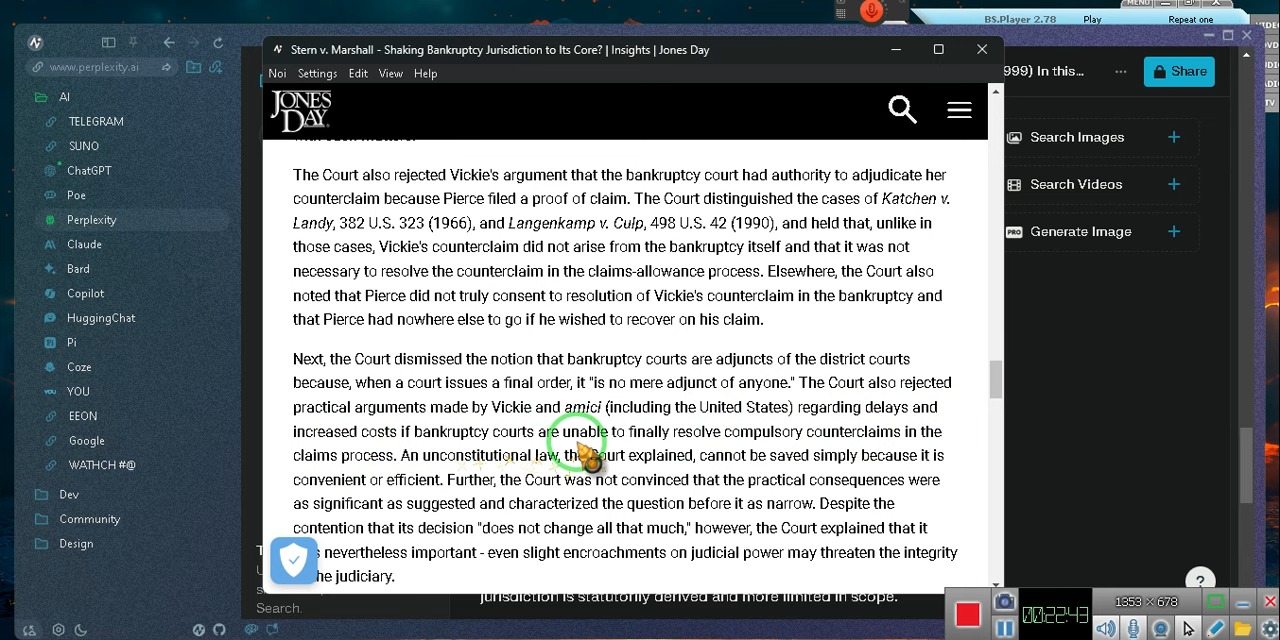 MENU
BS.Player 2.78 Play Repeat one
Stern v. Marshall - Shaking Bankruptcy Jurisdiction to Its Core? | Insights | Jones Day
www.perplexity.ai
Noi Settings Edit View Help
1999) In this... ... Share
AI
TELEGRAM
SUNO
ChatGPT
Poe
Perplexity
Claude
Bard
Copilot
HuggingChat
Pi
Coze
YOU
EEON
Google
WATHCH #@
Dev
Community
Design
JONES
DAY
The Court also rejected Vickie's argument that the bankruptcy court had authority to adjudicate her
counterclaim because Pierce filed a proof of claim. The Court distinguished the cases of Katchen v.
Landy, 382 U.S. 323 (1966), and Langenkamp v. Culp, 498 U.S. 42 (1990), and held that, unlike in
those cases, Vickie's counterclaim did not arise from the bankruptcy itself and that it was not
necessary to resolve the counterclaim in the claims-allowance process. Elsewhere, the Court also
noted that Pierce did not truly consent to resolution of Vickie's counterclaim in the bankruptcy and
that Pierce had nowhere else to go if he wished to recover on his claim.
Next, the Court dismissed the notion that bankruptcy courts are adjuncts of the district courts
because, when a court issues a final order, it "is no mere adjunct of anyone." The Court also rejected
practical arguments made by Vickie and amici (including the United States) regarding delays and
increased costs if bankruptcy courts are unable to finally resolve compulsory counterclaims in the
claims process. An unconstitutional law, the Court explained, cannot be saved simply because it is
convenient or efficient. Further, the Court was not convinced that the practical consequences were
as significant as suggested and characterized the question before it as narrow. Despite the
contention that its decision "does not change all that much," however, the Court explained that it
nevertheless important - even slight encroachments on judicial power may threaten the integrity
he judiciary.
Search Images
Search Videos
PRO Generate Image
Search.
jurisdiction is statutorily derived and more limited in scope.
?
1353 × 678
00:22:43